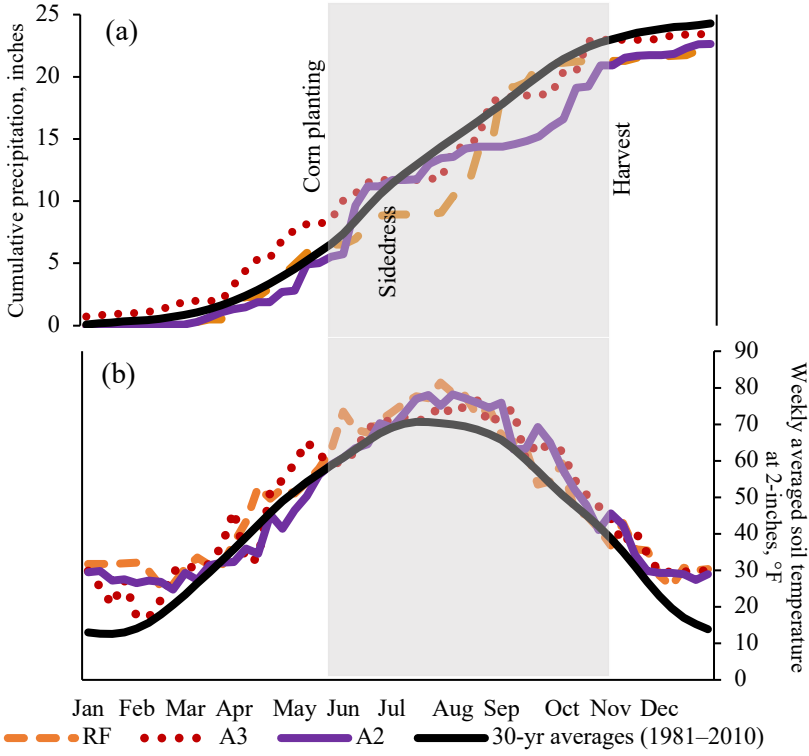 (a)
Cumulative precipitation, inches
25
20
15
10
5
0
Corn planting
Sidedress
Harvest
(b)
Weekly averaged soil temperature
at 2-inches, °F
90
80
70
60
50
40
30
20
10
0
Jan Feb Mar Apr May Jun Jul Aug Sep Oct Nov Dec
RF A3 A2 30-yr averages (1981–2010)